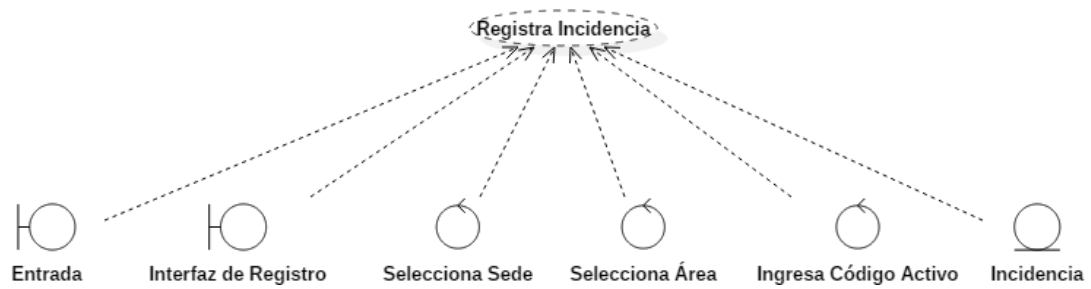 Registra Incidencia
Entrada
Interfaz de Registro
Selecciona Sede
Selecciona Área
Ingresa Código Activo
Incidencia